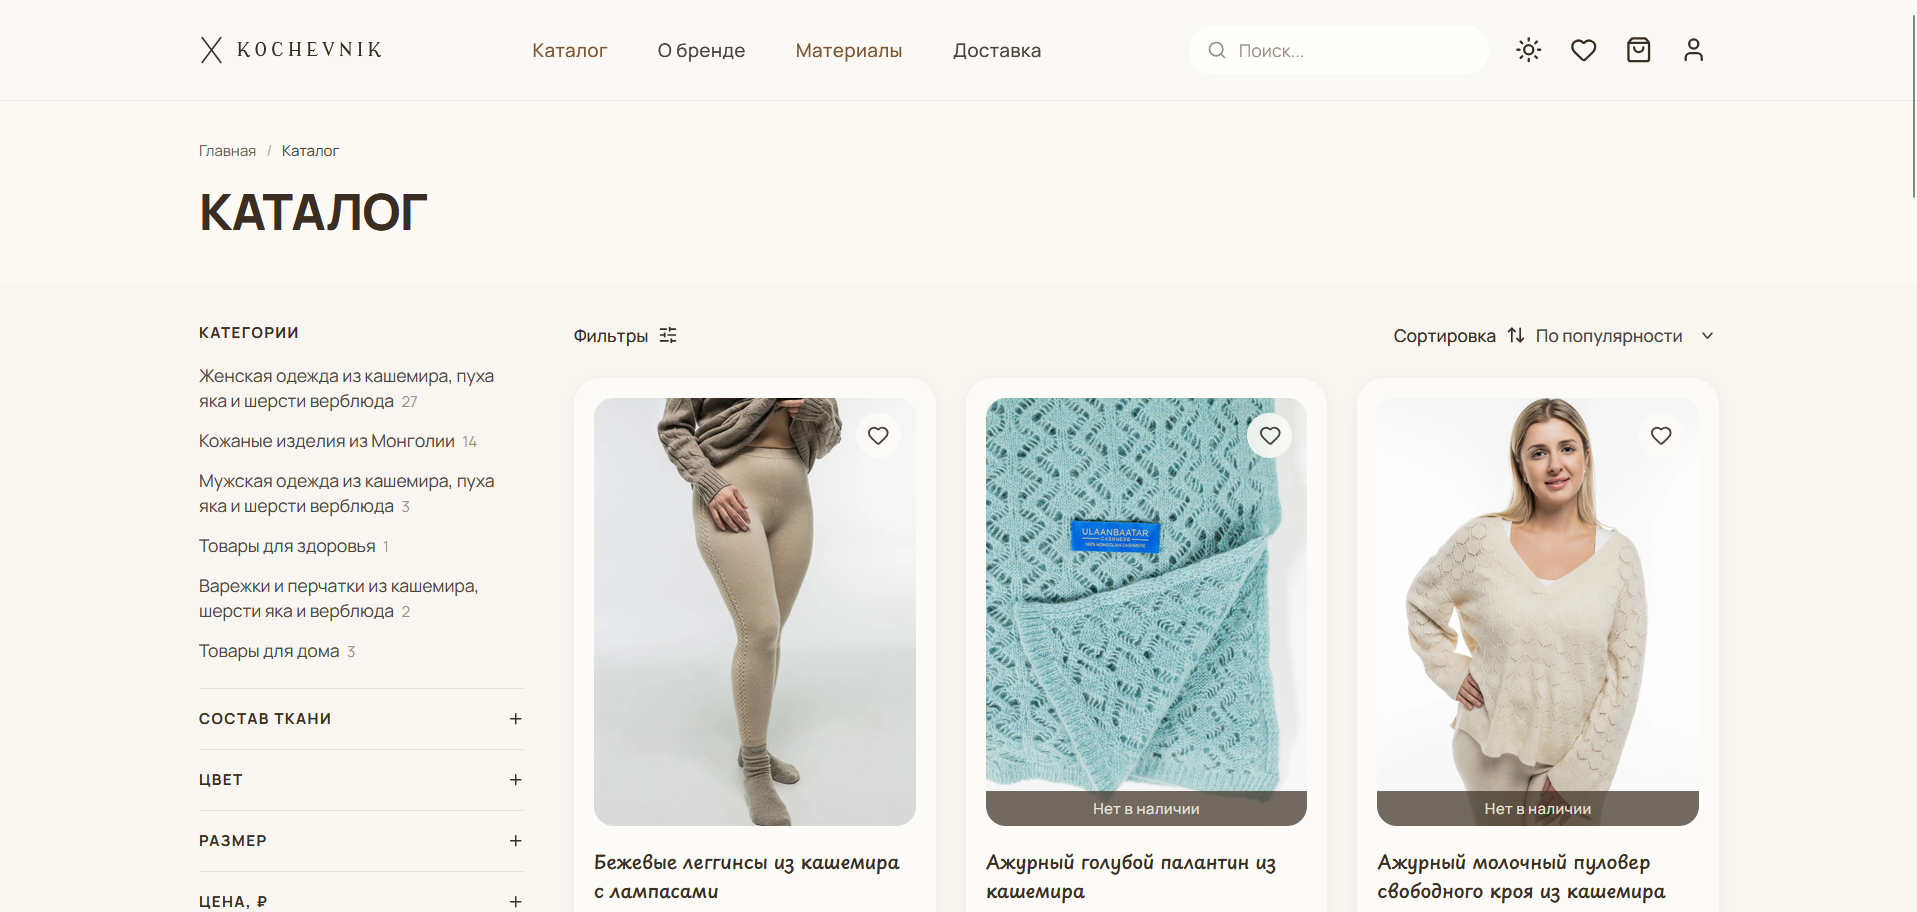 KOCHEVNIK
Каталог
О бренде
Материалы
Доставка
Поиск...
Главная / Каталог
КАТАЛОГ
КАТЕГОРИИ
Женская одежда из кашемира, пуха
яка и шерсти верблюда 27
Кожаные изделия из Монголии 14
Мужская одежда из кашемира, пуха
яка и шерсти верблюда 3
Товары для здоровья 1
Варежки и перчатки из кашемира,
шерсти яка и верблюда 2
Товары для дома 3
СОСТАВ ТКАНИ +
ЦВЕТ +
РАЗМЕР +
ЦЕНА, ₽ +
Фильтры
Сортировка По популярности
ULAANBAATAR
CASHMERE
100% MONGOLIAN CASHMERE
Нет в наличии
Нет в наличии
Бежевые леггинсы из кашемира
с лампасами
Ажурный голубой палантин из
кашемира
Ажурный молочный пуловер
свободного кроя из кашемира